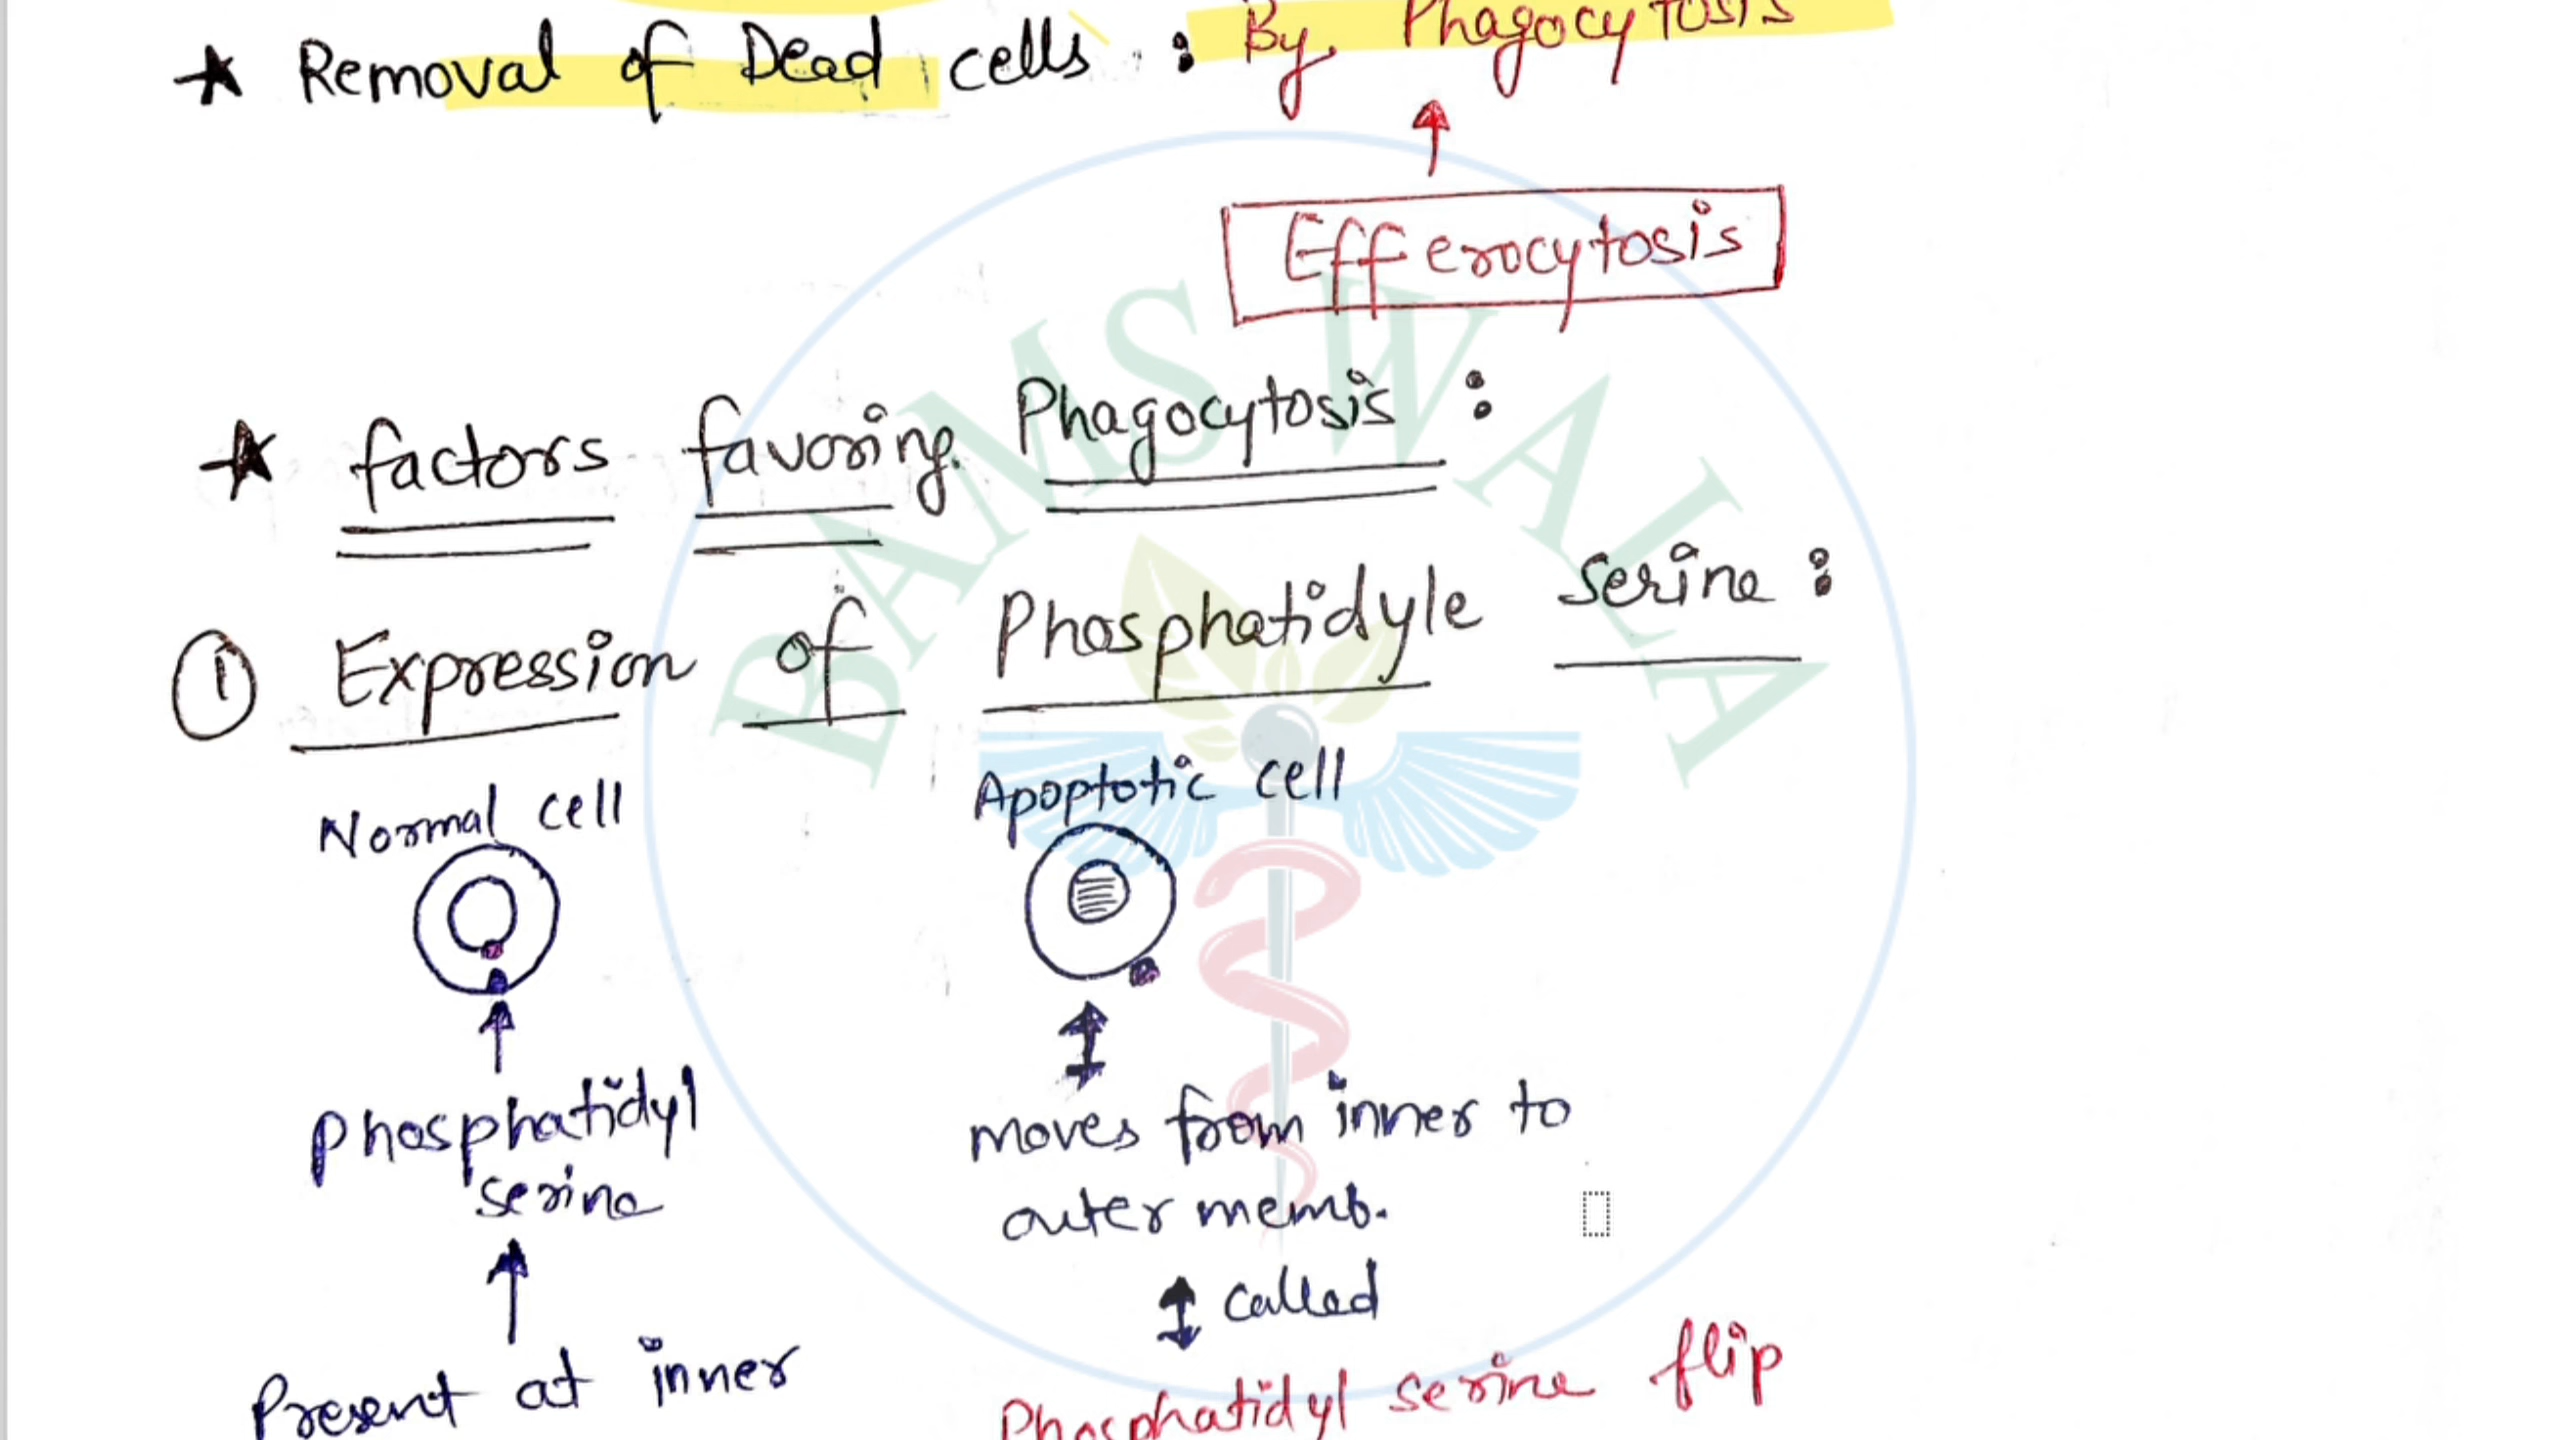 ★ Removal of Dead cells : By Phagocytosis
Efferocytosis
★ factors favoring Phagocytosis :
① Expression of Phosphatidyle serine :
Normal cell
Apoptotic cell
Phosphatidyl
serine
moves from inner to
outer memb.
called
Present at inner
Phosphatidyl serine flip
BAMSWALA